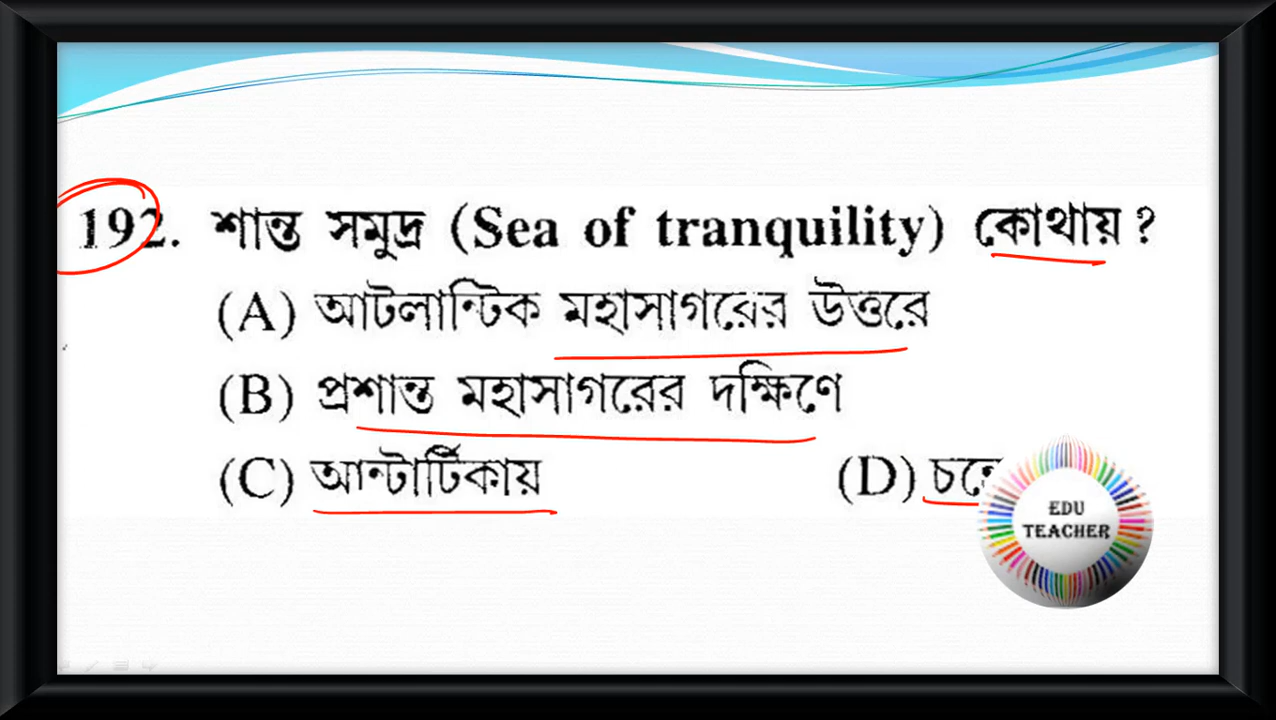 192. শান্ত সমুদ্র (Sea of tranquility) কোথায় ?
(A) আটলান্টিক মহাসাগরের উত্তরে
(B) প্রশান্ত মহাসাগরের দক্ষিণে
(C) আন্টার্টিকায় (D)
EDU
TEACHER